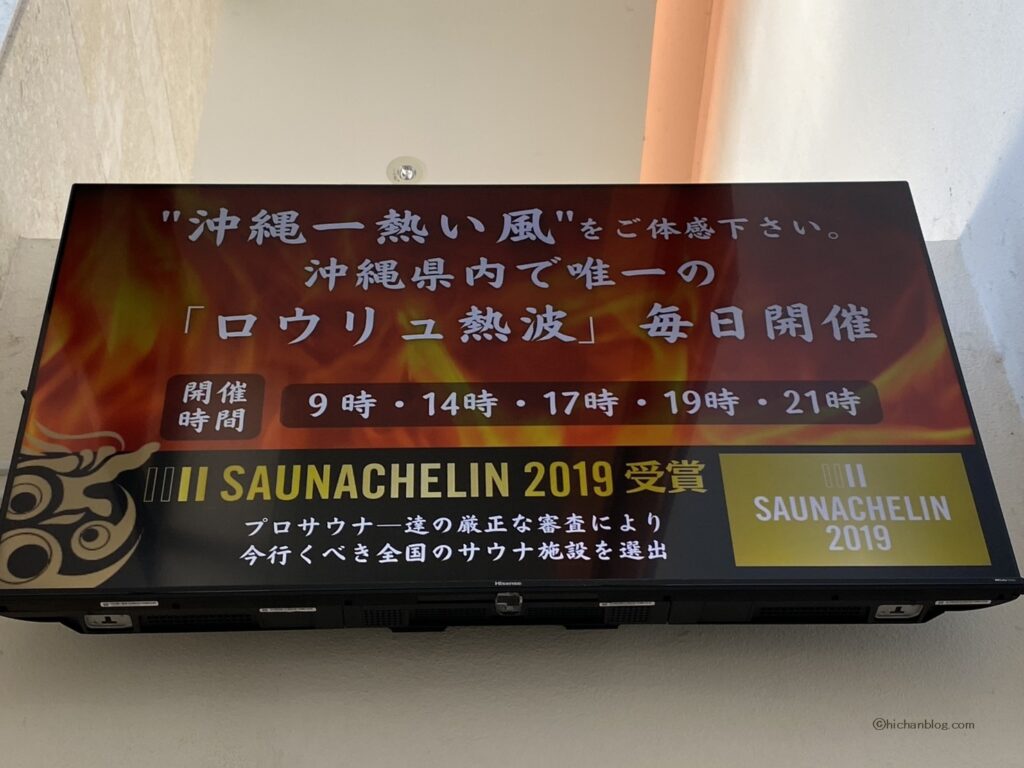 "沖縄一熱い風"をご体感下さい。
沖縄県内で唯一の
「ロウリュ熱波」毎日開催
開催
時間
9時・14時・17時・19時・21時
SAUNACHELIN 2019 受賞
プロサウナ―達の厳正な審査により
今行くべき全国のサウナ施設を選出
SAUNACHELIN
2019
Hisense
©hichanblog.com